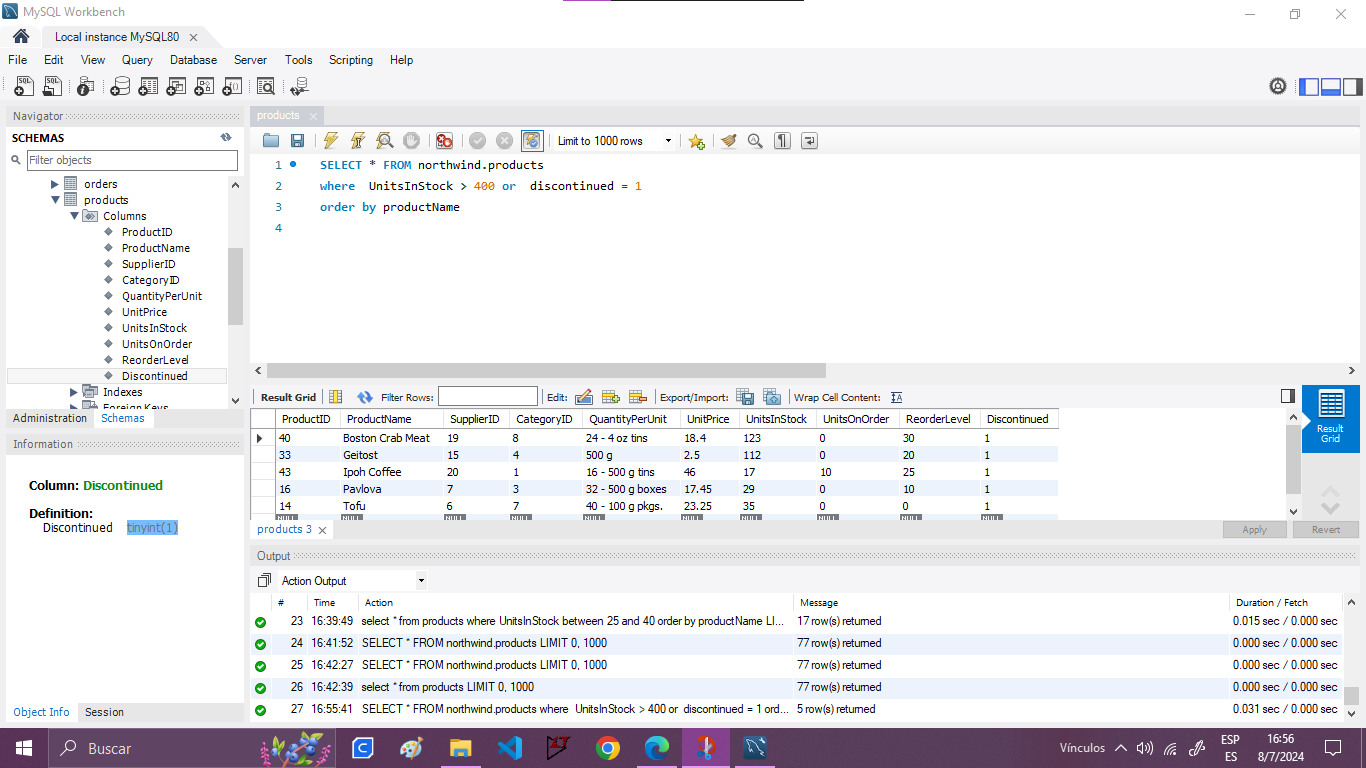 MySQL Workbench
Local instance MySQL80
File Edit View Query Database Server Tools Scripting Help
Navigator
SCHEMAS
Filter objects
orders
products
Columns
ProductID
ProductName
SupplierID
CategoryID
QuantityPerUnit
UnitPrice
UnitsInStock
UnitsOnOrder
ReorderLevel
Discontinued
Indexes
Foreign Keys
Administration Schemas
Information
Column: Discontinued
Definition:
Discontinued tinyint(1)
Object Info Session
products
Limit to 1000 rows
1 SELECT * FROM northwind.products
2 where UnitsInStock > 400 or discontinued = 1
3 order by productName
4
Result Grid Filter Rows: Edit: Export/Import: Wrap Cell Content:
ProductID ProductName SupplierID CategoryID QuantityPerUnit UnitPrice UnitsInStock UnitsOnOrder ReorderLevel Discontinued
40 Boston Crab Meat 19 8 24 - 4 oz tins 18.4 123 0 30 1
33 Geitost 15 4 500 g 2.5 112 0 20 1
43 Ipoh Coffee 20 1 16 - 500 g tins 46 17 10 25 1
16 Pavlova 7 3 32 - 500 g boxes 17.45 29 0 10 1
14 Tofu 6 7 40 - 100 g pkgs. 23.25 35 0 0 1
NULL NULL NULL NULL NULL NULL NULL NULL NULL NULL
Result
Grid
products 3
Apply Revert
Output
Action Output
# Time Action Message Duration / Fetch
23 16:39:49 select * from products where UnitsInStock between 25 and 40 order by productName LI... 17 row(s) returned 0.015 sec / 0.000 sec
24 16:41:52 SELECT * FROM northwind.products LIMIT 0, 1000 77 row(s) returned 0.000 sec / 0.000 sec
25 16:42:27 SELECT * FROM northwind.products LIMIT 0, 1000 77 row(s) returned 0.000 sec / 0.000 sec
26 16:42:39 select * from products LIMIT 0, 1000 77 row(s) returned 0.000 sec / 0.000 sec
27 16:55:41 SELECT * FROM northwind.products where UnitsInStock > 400 or discontinued = 1 ord... 5 row(s) returned 0.031 sec / 0.000 sec
Buscar
Vínculos
ESP
ES
16:56
8/7/2024